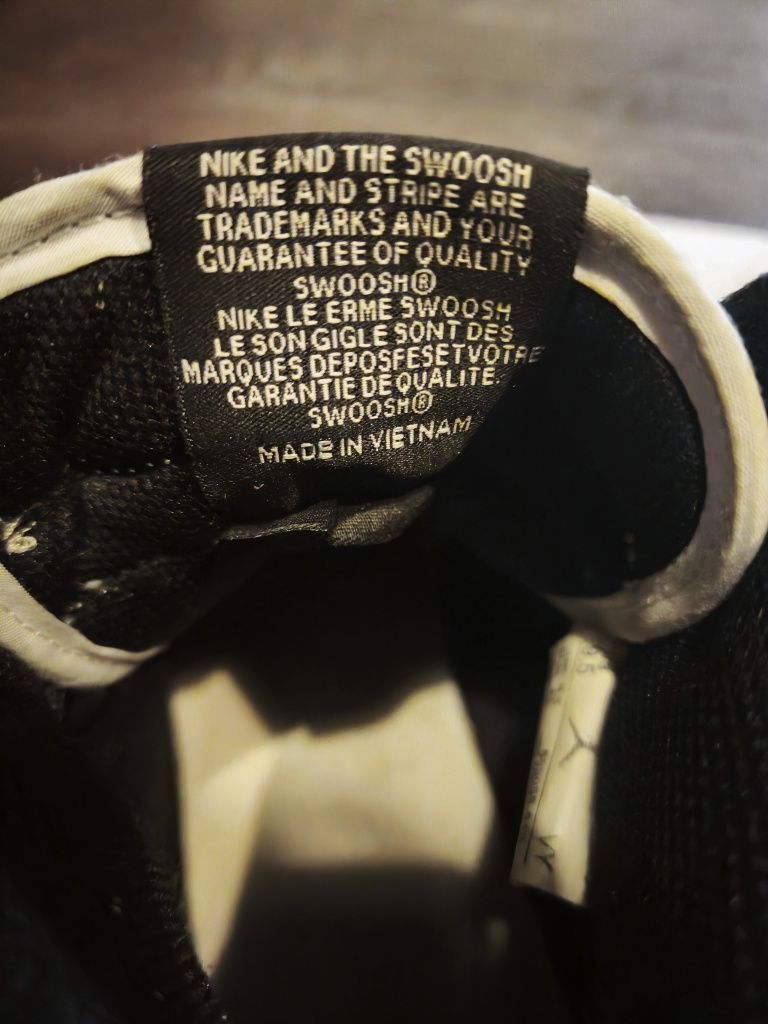 NIKE AND THE SWOOSH
NAME AND STRIPE ARE
TRADEMARKS AND YOUR
GUARANTEE OF QUALITY
SWOOSH®
NIKE LE ERME SWOOSH
LE SON GIGLE SONT DES
MARQUES DEPOSFESETVOTRE
GARANTIE DE QUALITE.
SWOOSH®
MADE IN VIETNAM